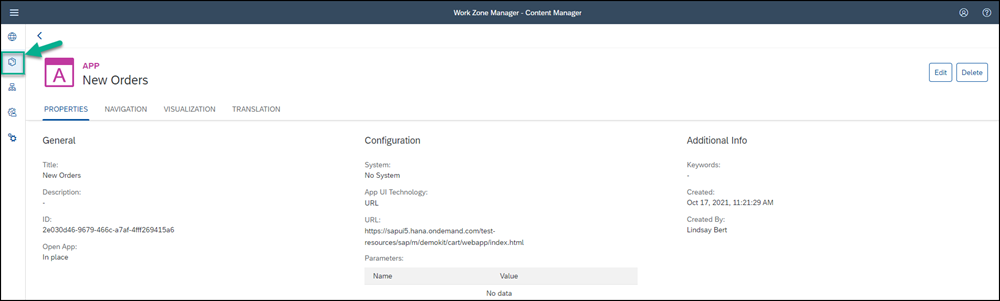 Work Zone Manager - Content Manager
A
APP
New Orders
Edit
Delete
PROPERTIES
NAVIGATION
VISUALIZATION
TRANSLATION
General
Title:
New Orders
Description:
-
ID:
2e030d46-9679-466c-a7af-4fff269415a6
Open App:
In place
Configuration
System:
No System
App UI Technology:
URL
URL:
https://sapui5.hana.ondemand.com/test-
resources/sap/m/demokit/cart/webapp/index.html
Parameters:
Name Value
No data
Additional Info
Keywords:
-
Created:
Oct 17, 2021, 11:21:29 AM
Created By:
Lindsay Bert